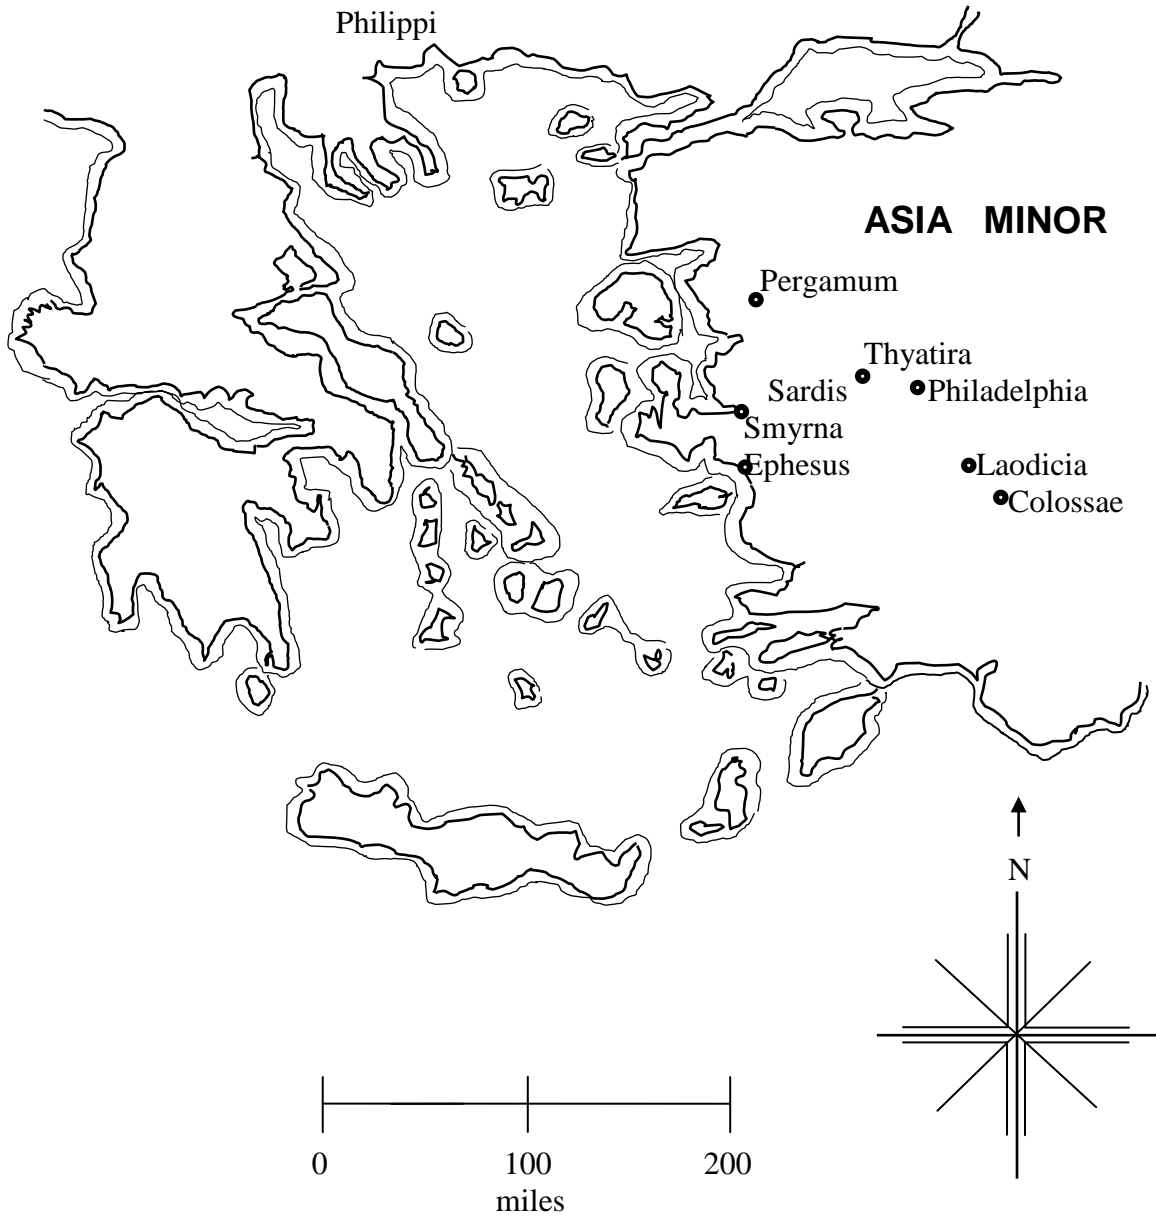 Philippi
ASIA MINOR
Pergamum
Thyatira
Sardis
Philadelphia
Smyrna
Ephesus
Laodicia
Colossae
N
0 100 200
miles